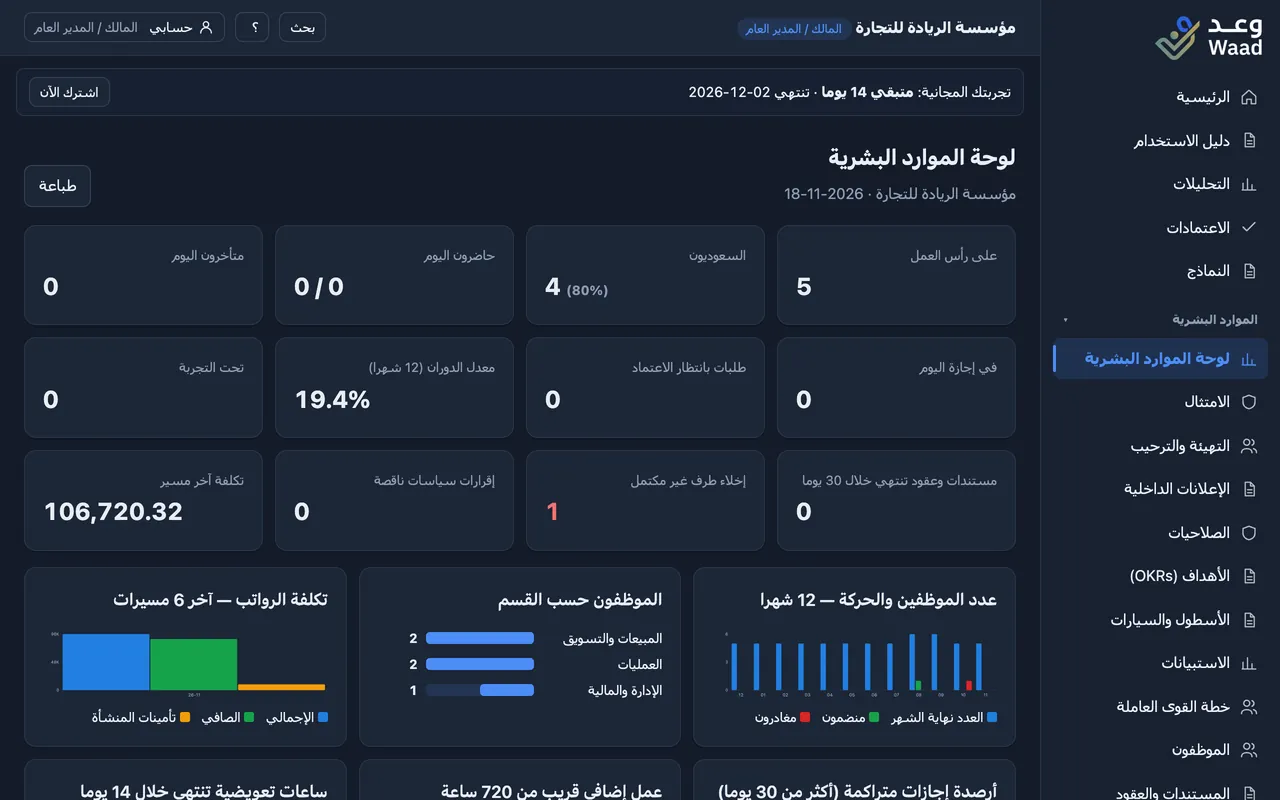 وعد
Waad
الرئيسية
دليل الاستخدام
التحليلات
الاعتمادات
النماذج
الموارد البشرية
لوحة الموارد البشرية
الامتثال
التهيئة والترحيب
الإعلانات الداخلية
الصلاحيات
الأهداف (OKRs)
الأسطول والسيارات
الاستبيانات
خطة القوى العاملة
الموظفون
المستندات والعقود
مؤسسة الريادة للتجارة المالك / المدير العام
بحث
؟
حسابي المالك / المدير العام
تجربتك المجانية: متبقي 14 يوما · تنتهي 02-12-2026
اشترك الآن
لوحة الموارد البشرية
مؤسسة الريادة للتجارة · 18-11-2026
طباعة
على رأس العمل
5
السعوديون
4 (80%)
حاضرون اليوم
0 / 0
متأخرون اليوم
0
في إجازة اليوم
0
طلبات بانتظار الاعتماد
0
معدل الدوران (12 شهرا)
19.4%
تحت التجربة
0
مستندات وعقود تنتهي خلال 30 يوما
0
إخلاء طرف غير مكتمل
1
إقرارات سياسات ناقصة
0
تكلفة آخر مسير
106,720.32
عدد الموظفين والحركة — 12 شهرا
العدد نهاية الشهر
منضمون
مغادرون
الموظفون حسب القسم
المبيعات والتسويق 2
العمليات 2
الإدارة والمالية 1
تكلفة الرواتب — آخر 6 مسيرات
الإجمالي
الصافي
تأمينات المنشأة
أرصدة إجازات متراكمة (أكثر من 30 يوما)
عمل إضافي قريب من 720 ساعة
ساعات تعويضية تنتهي خلال 14 يوما